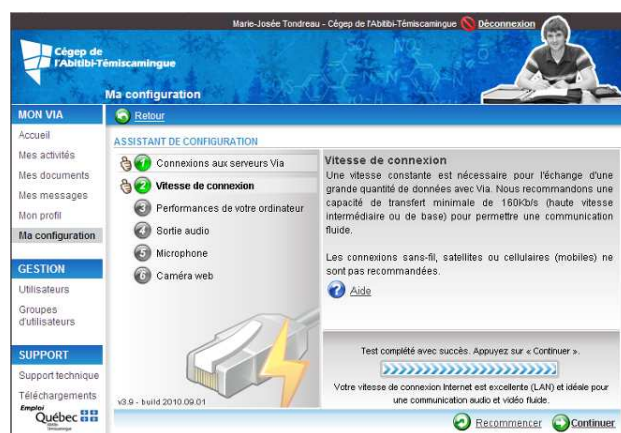 Marie-Josée Tondreau - Cégep de l'Abitibi-Témiscamingue Déconnexion
Cégep de
l'Abitibi-Témiscamingue
Ma configuration
MON VIA
Retour
Accueil
Mes activités
Mes documents
Mes messages
Mon profil
Ma configuration
GESTION
Utilisateurs
Groupes
d'utilisateurs
SUPPORT
Support technique
Téléchargements
Emploi
Québec
ASSISTANT DE CONFIGURATION
1 Connexions aux serveurs Via
2 Vitesse de connexion
3 Performances de votre ordinateur
4 Sortie audio
5 Microphone
6 Caméra web
v3.9 - build 2010.09.01
Vitesse de connexion
Une vitesse constante est nécessaire pour l'échange d'une
grande quantité de données avec Via. Nous recommandons une
capacité de transfert minimale de 160Kb/s (haute vitesse
intermédiaire ou de base) pour permettre une communication
fluide.
Les connexions sans-fil, satellites ou cellulaires (mobiles) ne
sont pas recommandées.
Aide
Test complété avec succès. Appuyez sur « Continuer ».
Votre vitesse de connexion Internet est excellente (LAN) et idéale pour
une communication audio et vidéo fluide.
Recommencer Continuer